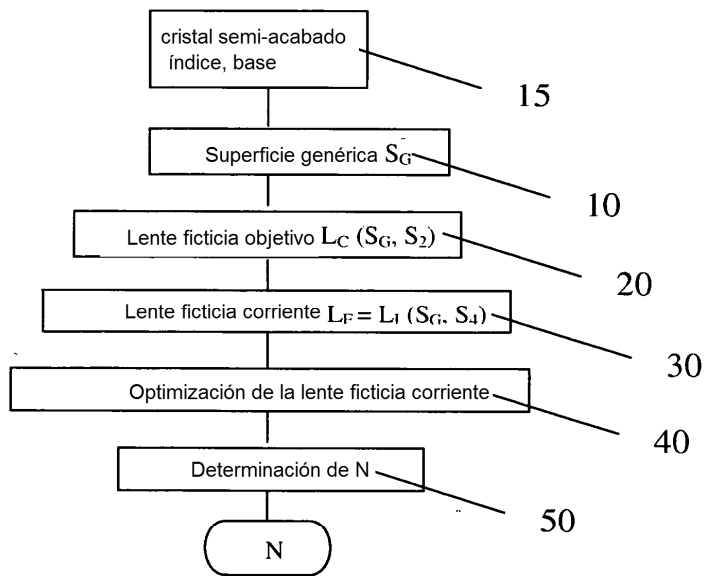 cristal semi-acabado
índice, base
15
Superficie genérica S_G
10
Lente ficticia objetivo L_C (S_G, S_2)
20
Lente ficticia corriente L_F = L_I (S_G, S_4)
30
Optimización de la lente ficticia corriente
40
Determinación de N
50
N